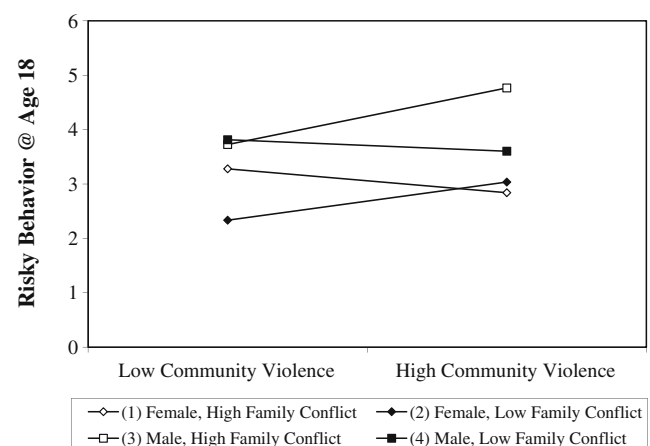 6
5
4
3
2
1
0
Risky Behavior @ Age 18
Low Community Violence High Community Violence
(1) Female, High Family Conflict (2) Female, Low Family Conflict
(3) Male, High Family Conflict (4) Male, Low Family Conflict